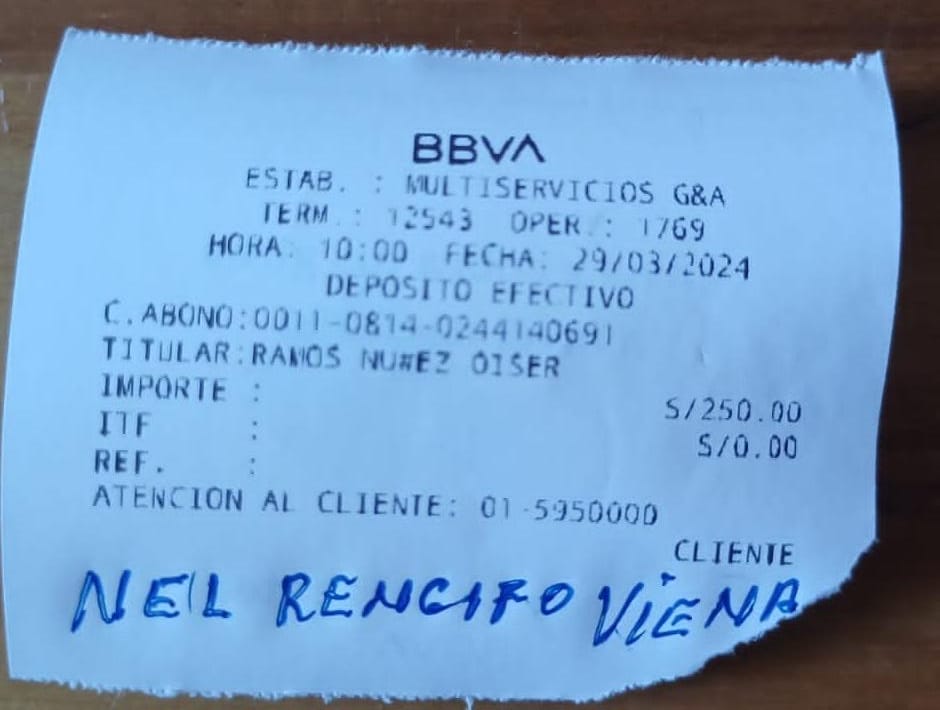 BBVA
ESTAB. : MULTISERVICIOS G&A
TERM.: 12543 OPER.: 1769
HORA: 10:00 FECHA: 29/03/2024
DEPOSITO EFECTIVO
C.ABONO:0011-0814-0244140691
TITULAR:RAMOS NU#EZ OISER
IMPORTE : S/250.00
ITF : S/0.00
REF. :
ATENCION AL CLIENTE: 01-5950000
CLIENTE
NEIL RENGIFO VIENA